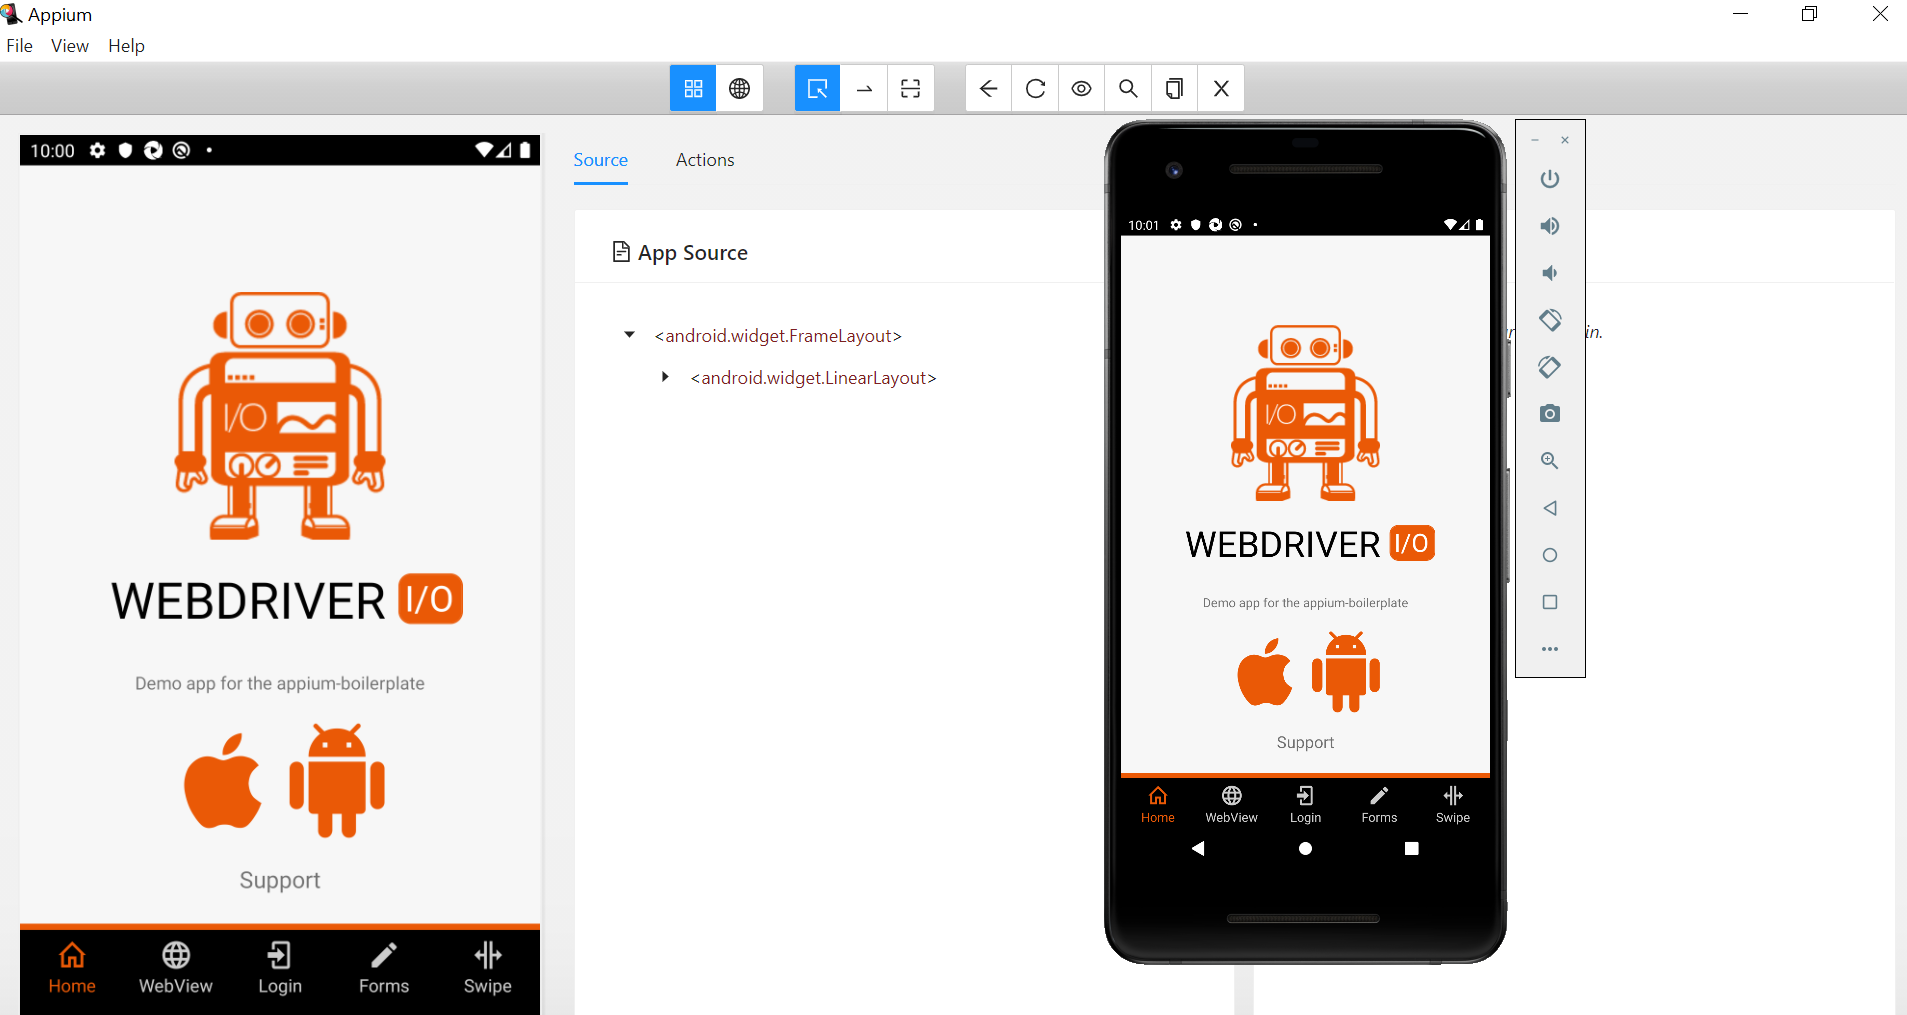 Appium
File View Help
10:00
I/O
WEBDRIVER I/O
Demo app for the appium-boilerplate
Support
Home WebView Login Forms Swipe
Source Actions
App Source
<android.widget.FrameLayout>
<android.widget.LinearLayout>
10:01
I/O
WEBDRIVER I/O
Demo app for the appium-boilerplate
Support
Home WebView Login Forms Swipe
in.